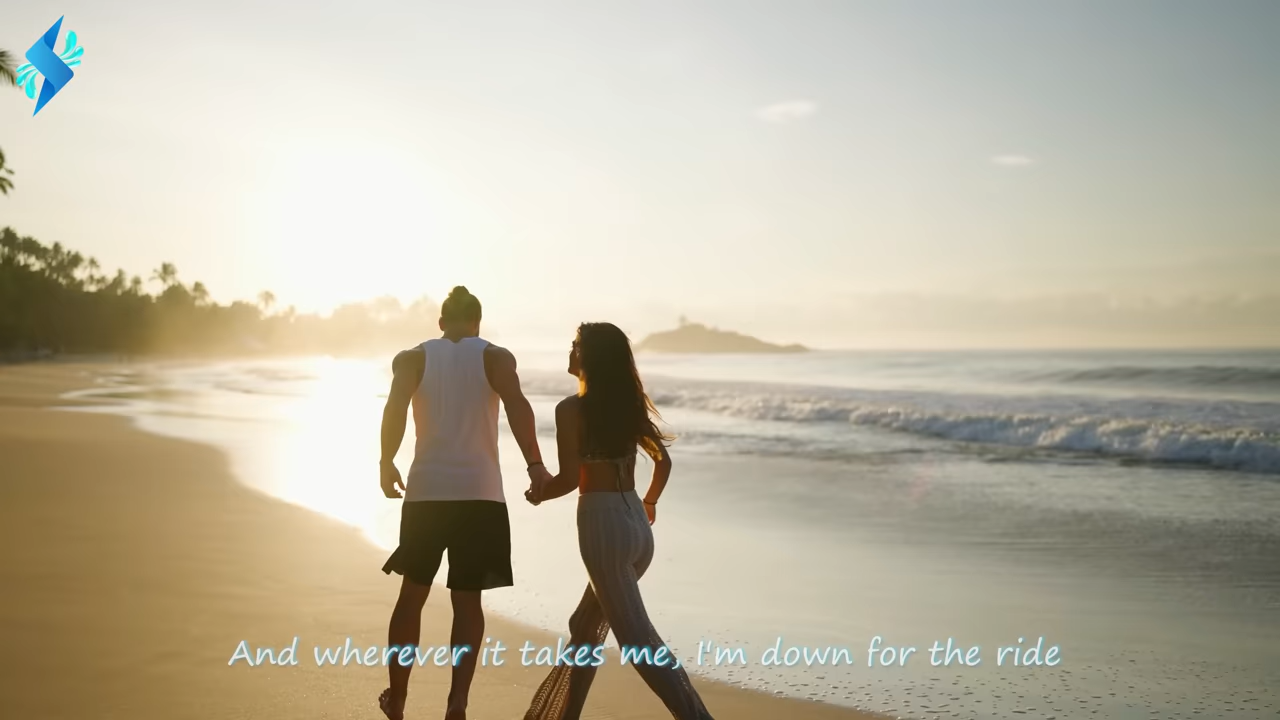 And wherever it takes me, I'm down for the ride